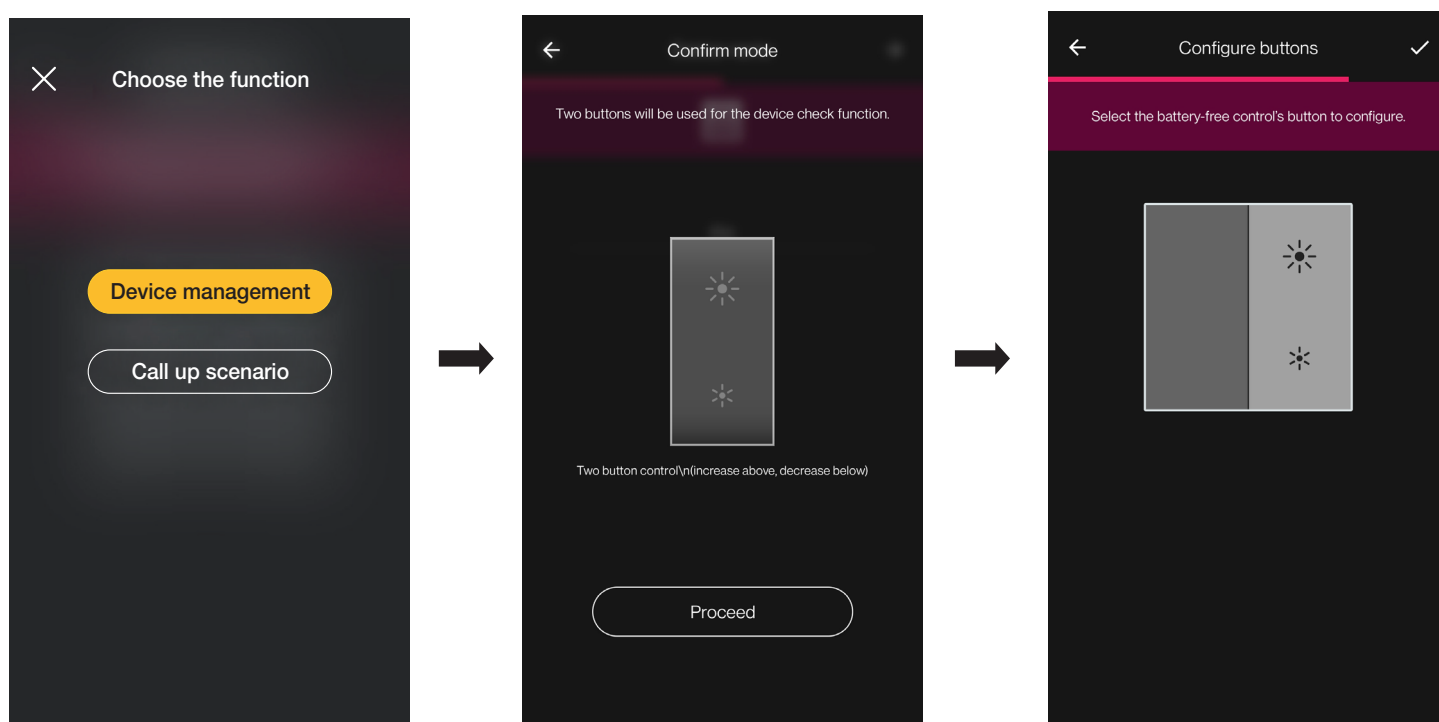 Choose the function
Device management
Call up scenario
Confirm mode
Two buttons will be used for the device check function.
Two button control\n(increase above, decrease below)
Proceed
Configure buttons
Select the battery-free control's button to configure.